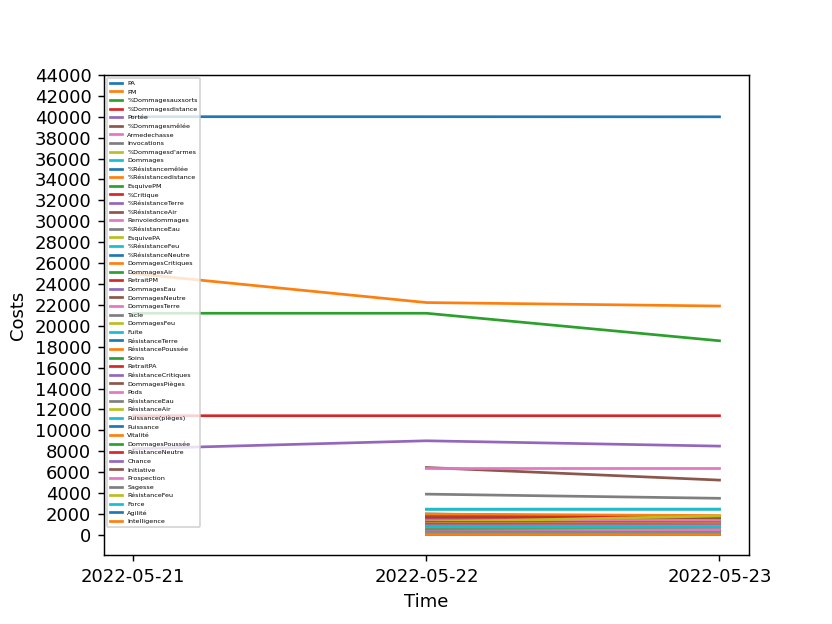 44000
42000
40000
38000
36000
34000
32000
30000
28000
26000
24000
22000
20000
18000
16000
14000
12000
10000
8000
6000
4000
2000
0
Costs
PA
PM
%Dommagesauxsorts
%Dommagesdistance
Portée
%Dommagesmêlée
Armedechasse
Invocations
%Dommagesd'armes
Dommages
%Résistancemêlée
%Résistancedistance
EsquivePM
%Critique
%RésistanceTerre
%RésistanceAir
Renvoiedommages
%RésistanceEau
EsquivePA
%RésistanceFeu
%RésistanceNeutre
DommagesCritiques
DommagesAir
RetraitPM
DommagesEau
DommagesNeutre
DommagesTerre
Tacle
DommagesFeu
Fuite
RésistanceTerre
RésistancePoussée
Soins
RetraitPA
RésistanceCritiques
DommagesPièges
Pods
RésistanceEau
RésistanceAir
Puissance(pièges)
Puissance
Vitalité
DommagesPoussée
RésistanceNeutre
Chance
Initiative
Prospection
Sagesse
RésistanceFeu
Force
Agilité
Intelligence
2022-05-21 2022-05-22 2022-05-23
Time